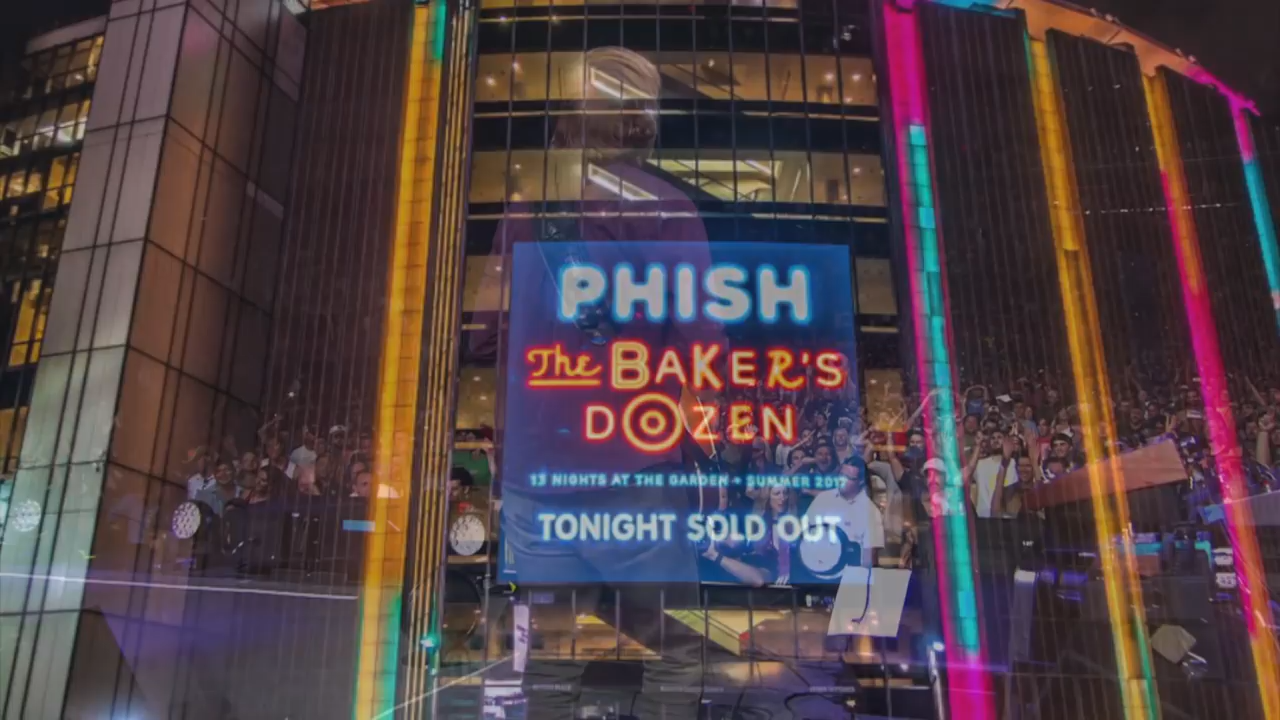 PHISH
The BAKER'S
DOZEN
13 NIGHTS AT THE GARDEN • SUMMER 2017
TONIGHT SOLD OUT